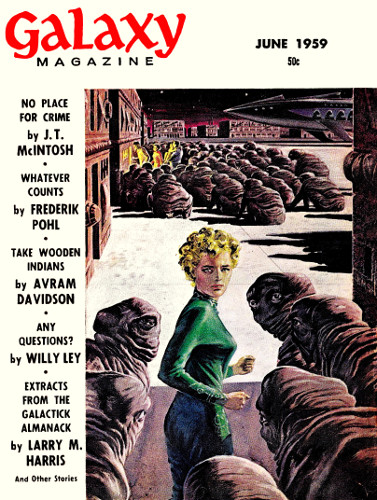 Galaxy
MAGAZINE
JUNE 1959
50c
NO PLACE
FOR CRIME
by J. T.
McINTOSH
•
WHATEVER
COUNTS
by FREDERIK
POHL
•
TAKE WOODEN
INDIANS
by AVRAM
DAVIDSON
•
ANY
QUESTIONS?
by WILLY LEY
•
EXTRACTS
FROM THE
GALACTICK
ALMANACK
by LARRY M.
HARRIS
And Other Stories